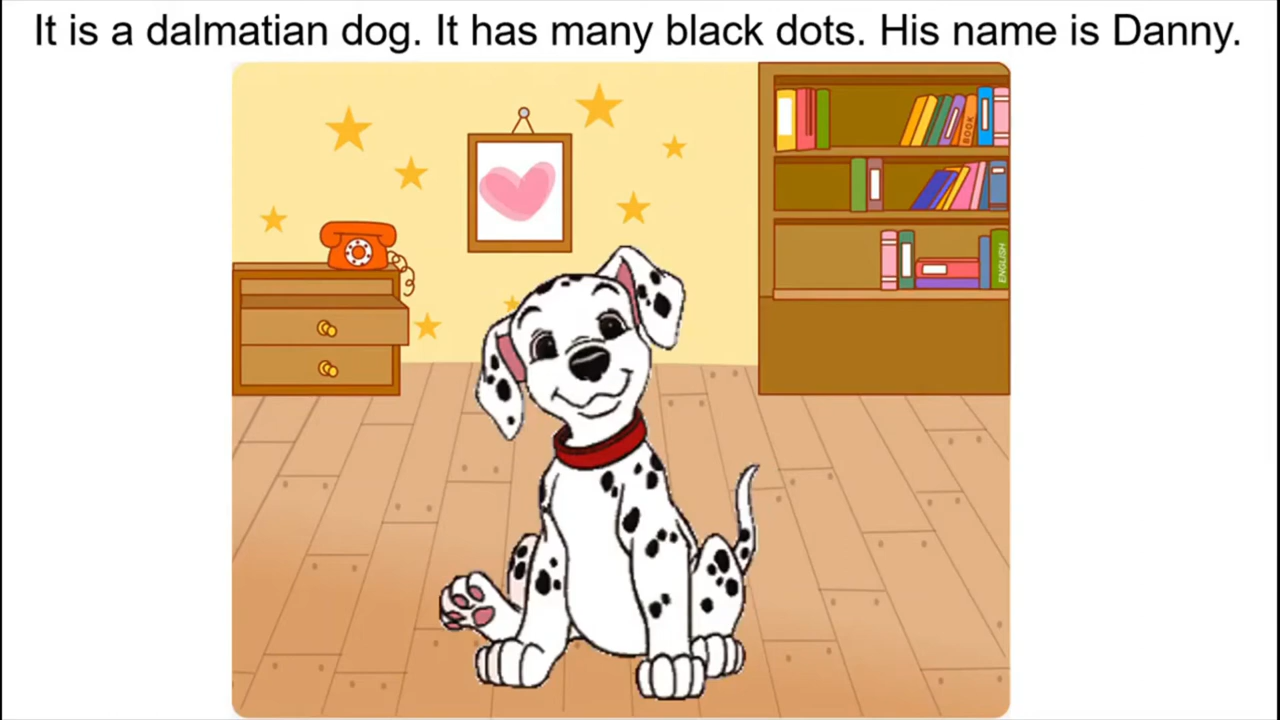 It is a dalmatian dog. It has many black dots. His name is Danny.
BOOK
ENGLISH